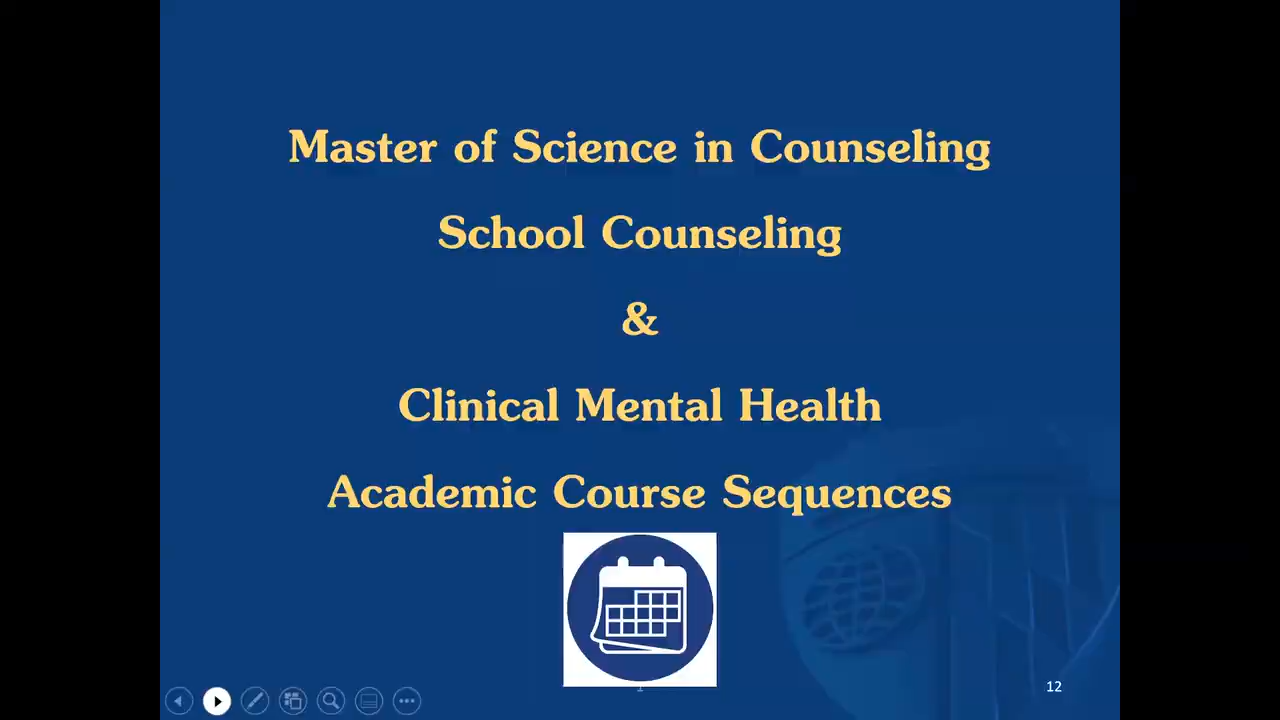 Master of Science in Counseling
School Counseling
&
Clinical Mental Health
Academic Course Sequences
12